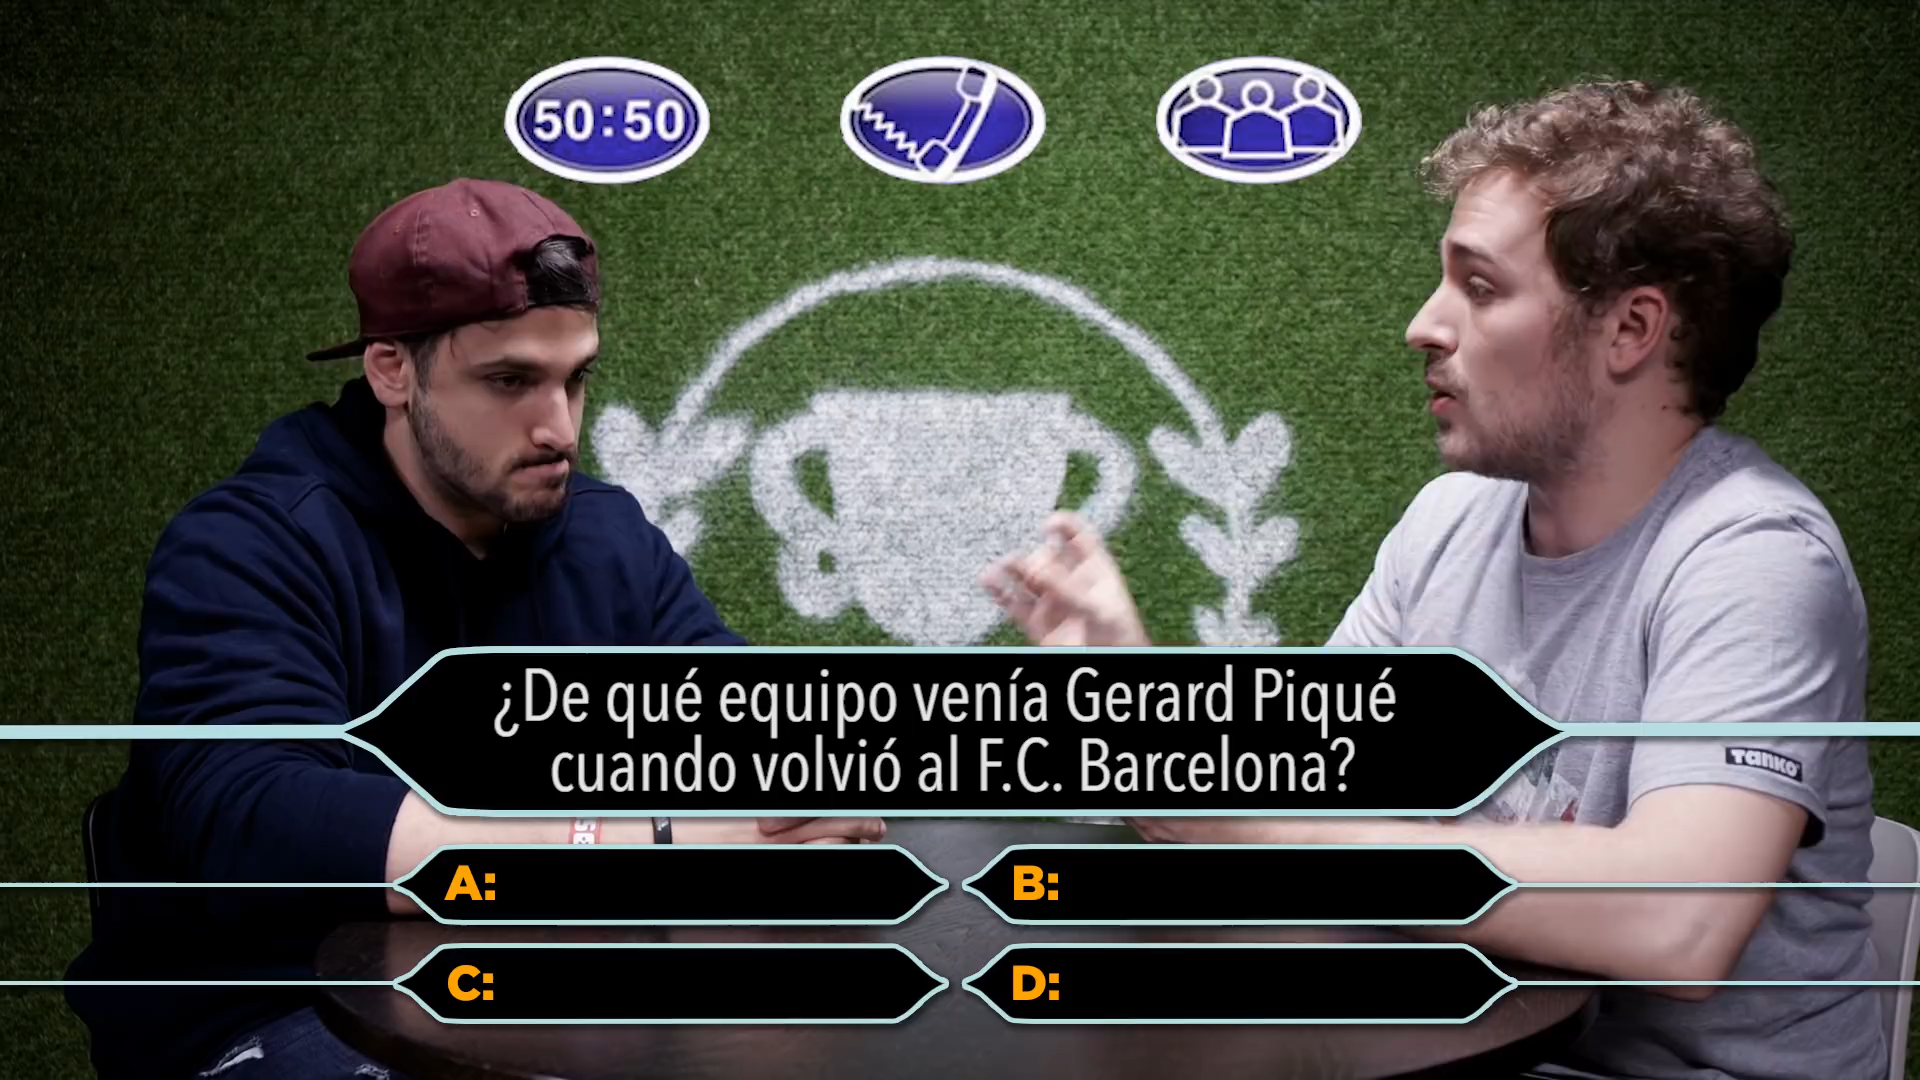 50:50
¿De qué equipo venía Gerard Piqué
cuando volvió al F.C. Barcelona?
TANKO
A:
B:
C:
D: